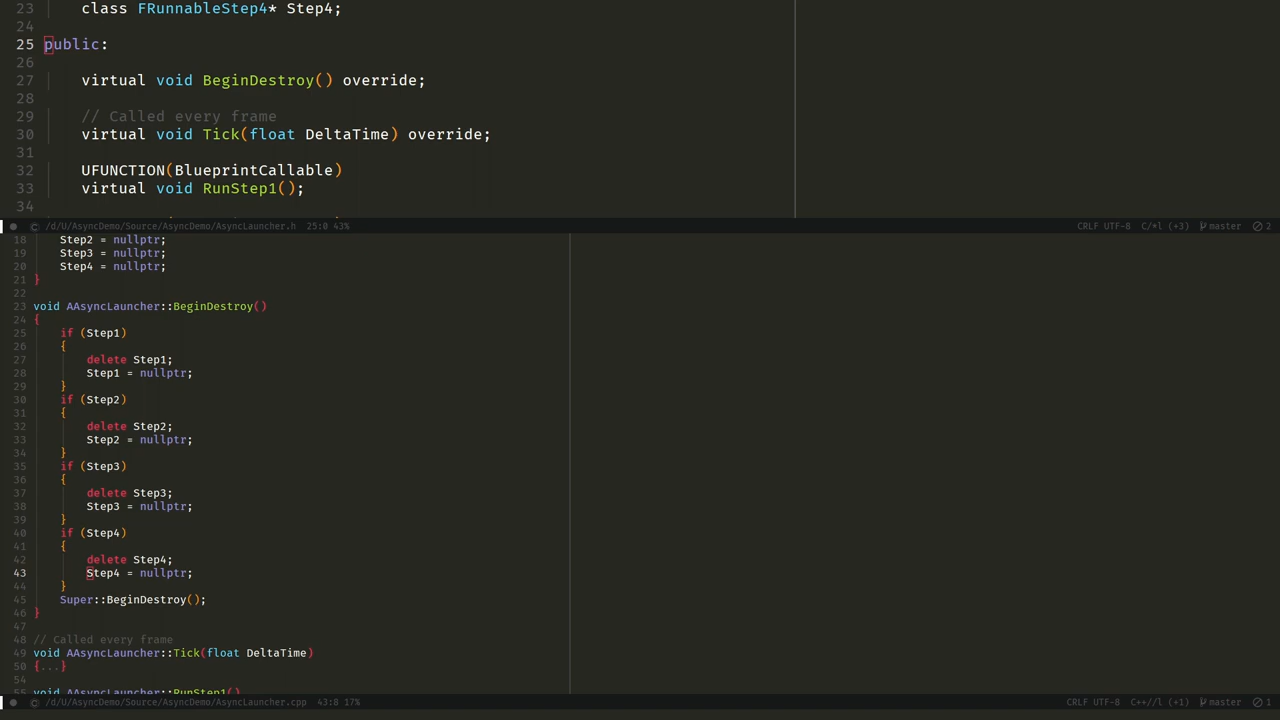 23 class FRunnableStep4* Step4;
24
25 public:
26
27 virtual void BeginDestroy() override;
28
29 // Called every frame
30 virtual void Tick(float DeltaTime) override;
31
32 UFUNCTION(BlueprintCallable)
33 virtual void RunStep1();
34
/d/U/AsyncDemo/Source/AsyncDemo/AsyncLauncher.h 25:0 43% CRLF UTF-8 C/*l (+3) master 2
18 Step2 = nullptr;
19 Step3 = nullptr;
20 Step4 = nullptr;
21 }
22
23 void AAsyncLauncher::BeginDestroy()
24 {
25 if (Step1)
26 {
27 delete Step1;
28 Step1 = nullptr;
29 }
30 if (Step2)
31 {
32 delete Step2;
33 Step2 = nullptr;
34 }
35 if (Step3)
36 {
37 delete Step3;
38 Step3 = nullptr;
39 }
40 if (Step4)
41 {
42 delete Step4;
43 Step4 = nullptr;
44 }
45 Super::BeginDestroy();
46 }
47
48 // Called every frame
49 void AAsyncLauncher::Tick(float DeltaTime)
50 {...}
54
55 void AAsyncLauncher::RunStep1()
/d/U/AsyncDemo/Source/AsyncDemo/AsyncLauncher.cpp 43:8 17% CRLF UTF-8 C++//l (+1) master 1